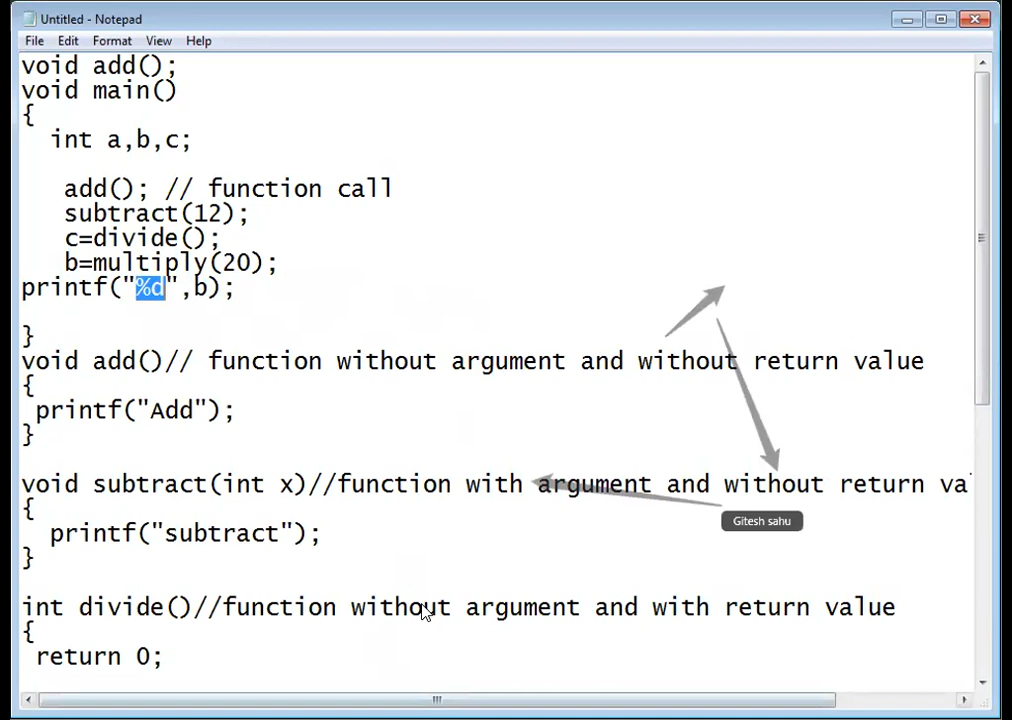 Untitled - Notepad
File Edit Format View Help
void add();
void main()
{
int a,b,c;
add(); // function call
subtract(12);
c=divide();
b=multiply(20);
printf("%d",b);
}
void add()// function without argument and without return value
{
printf("Add");
}
void subtract(int x)//function with argument and without return val
Gitesh sahu
{
printf("subtract");
}
int divide()//function without argument and with return value
{
return 0;